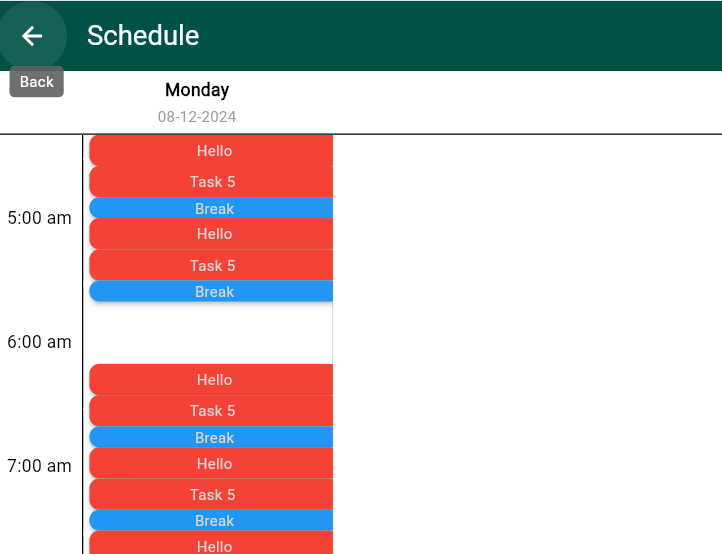 Schedule
Back
Monday
08-12-2024
Hello
Task 5
Break
5:00 am
Hello
Task 5
Break
6:00 am
Hello
Task 5
Break
Hello
7:00 am
Task 5
Break
Hello